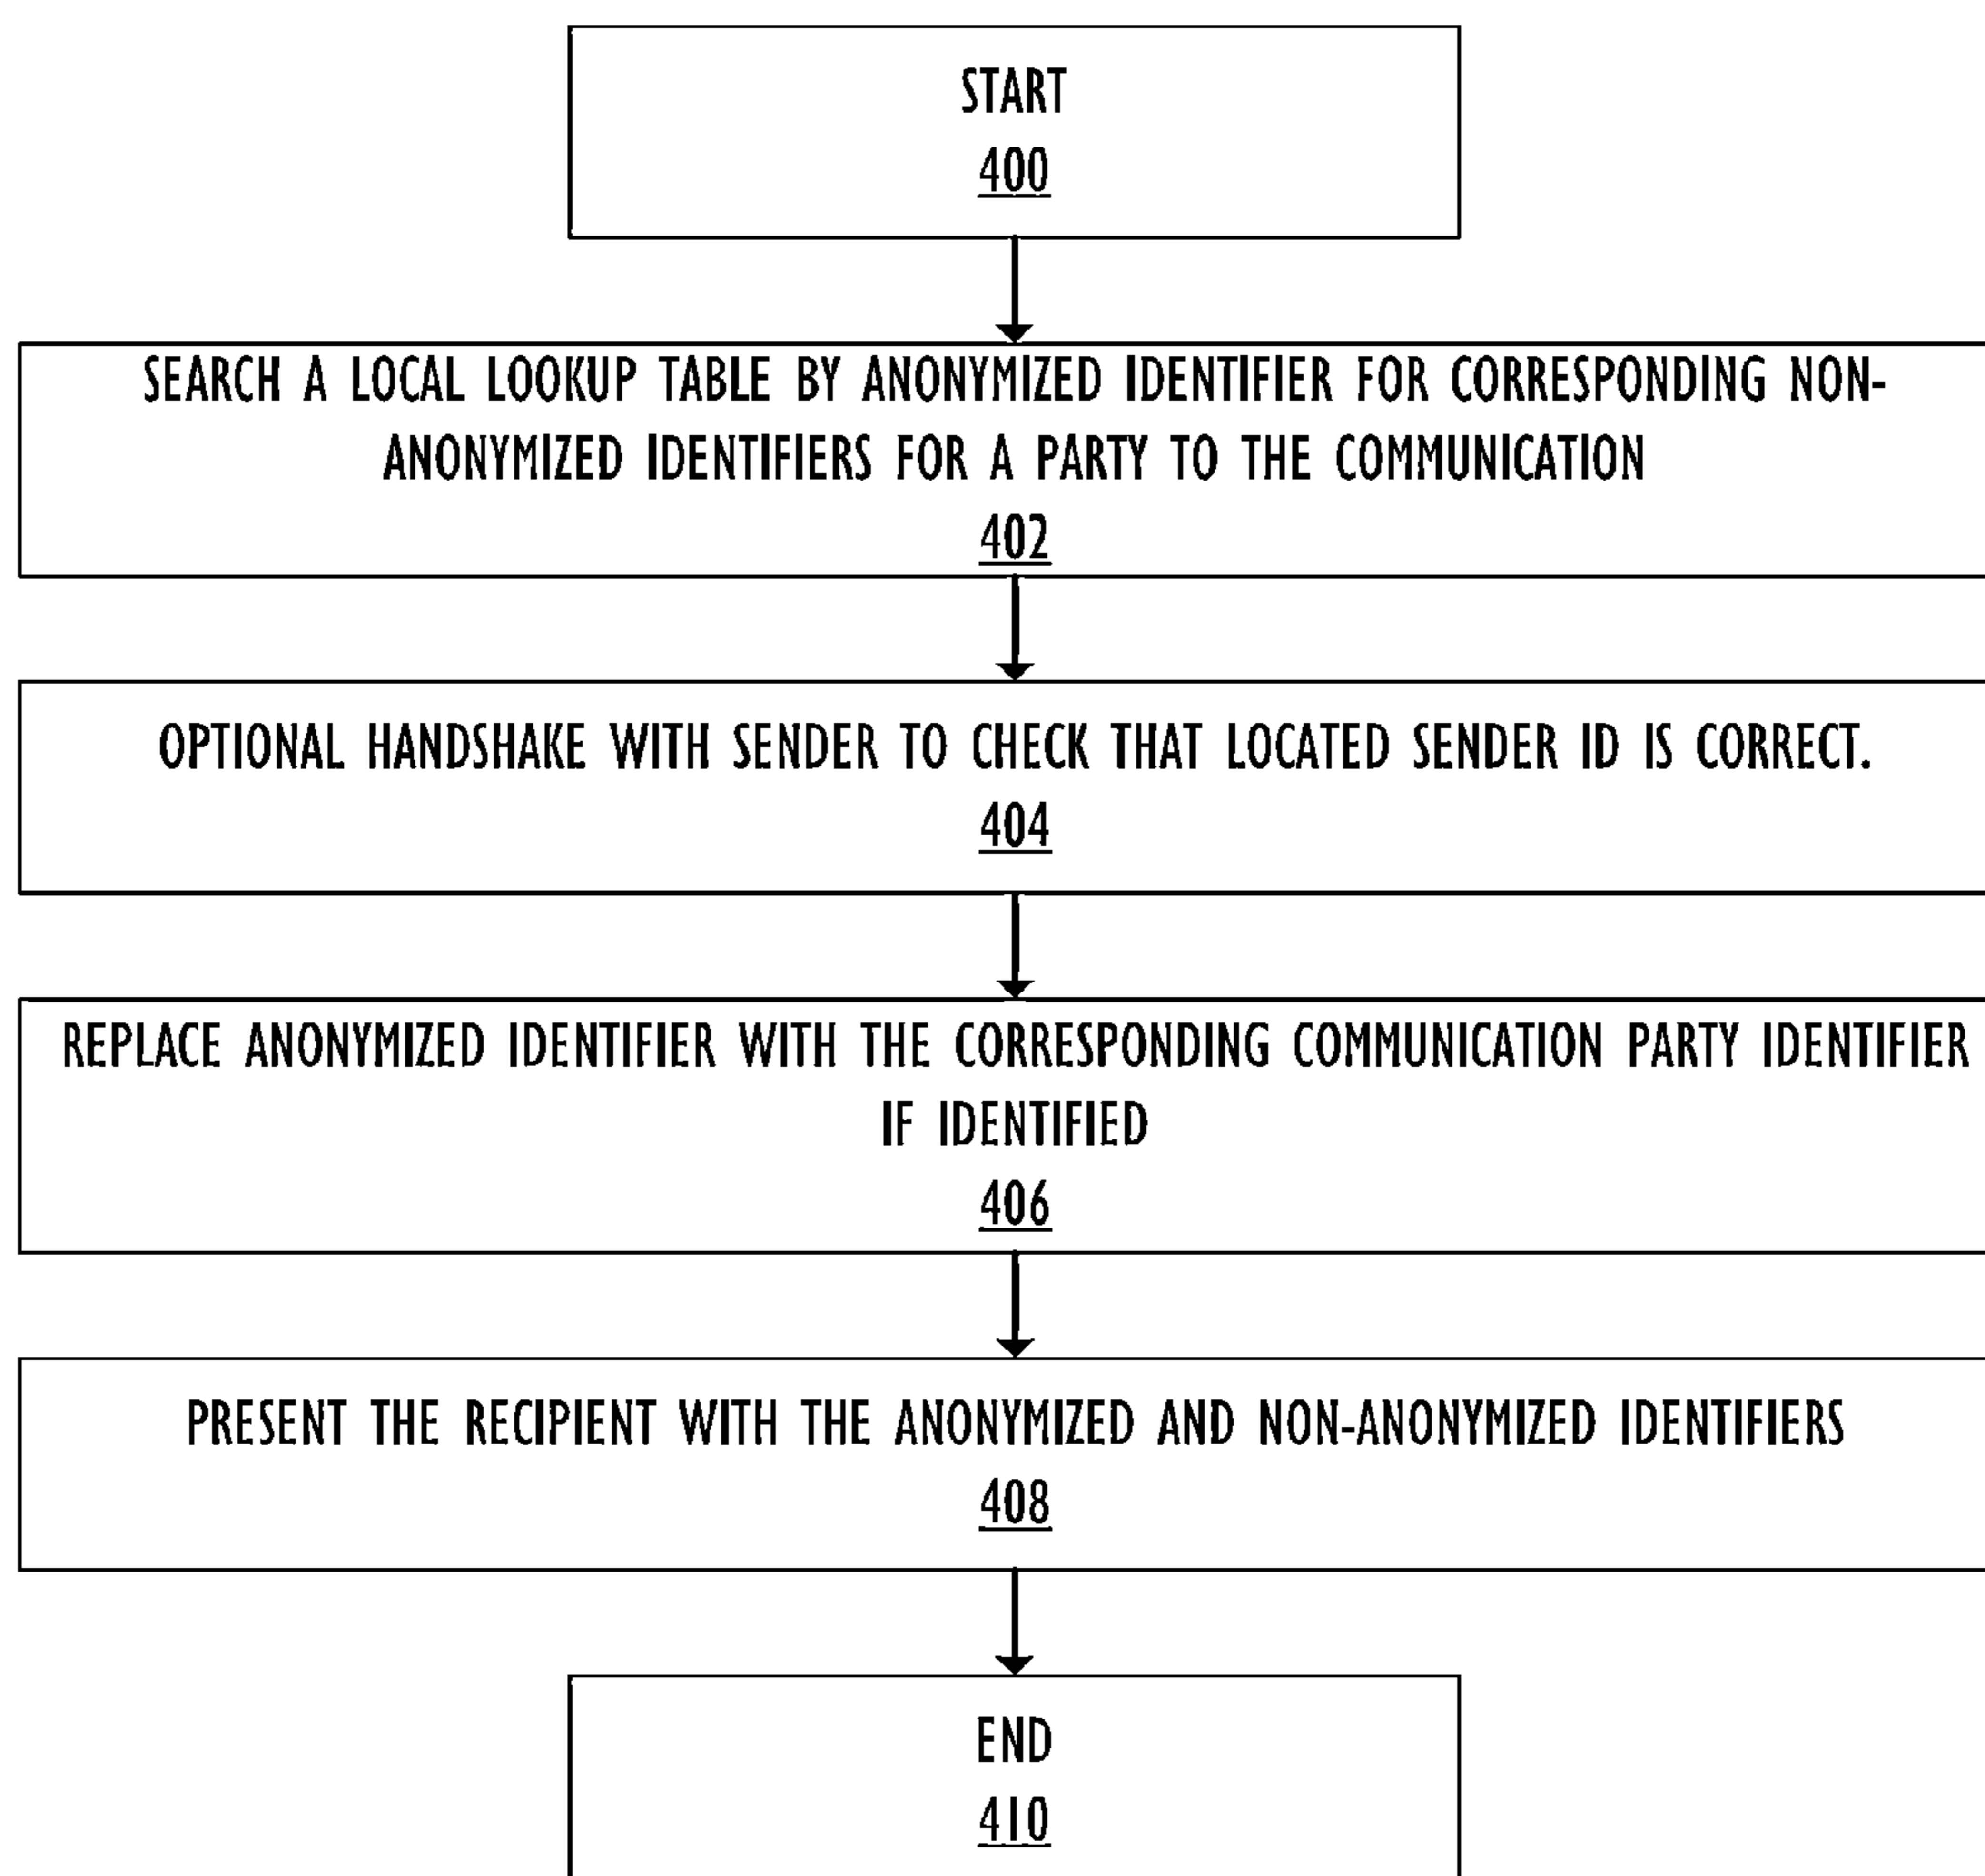 START
400
SEARCH A LOCAL LOOKUP TABLE BY ANONYMIZED IDENTIFIER FOR CORRESPONDING NON-
ANONYMIZED IDENTIFIERS FOR A PARTY TO THE COMMUNICATION
402
OPTIONAL HANDSHAKE WITH SENDER TO CHECK THAT LOCATED SENDER ID IS CORRECT.
404
REPLACE ANONYMIZED IDENTIFIER WITH THE CORRESPONDING COMMUNICATION PARTY IDENTIFIER
IF IDENTIFIED
406
PRESENT THE RECIPIENT WITH THE ANONYMIZED AND NON-ANONYMIZED IDENTIFIERS
408
END
410